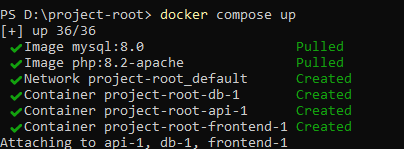 PS D:\project-root> docker compose up
[+] up 36/36
✔Image mysql:8.0 Pulled
✔Image php:8.2-apache Pulled
✔Network project-root_default Created
✔Container project-root-db-1 Created
✔Container project-root-api-1 Created
✔Container project-root-frontend-1 Created
Attaching to api-1, db-1, frontend-1